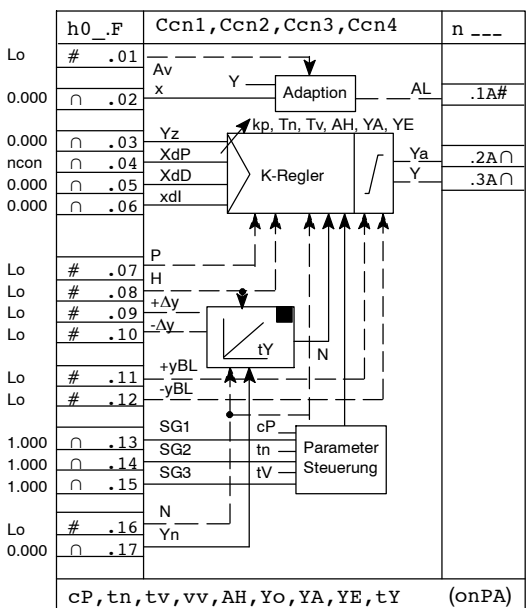 h0_.F Ccn1,Ccn2,Ccn3,Ccn4 n ___
Lo # .01 Av
0.000 ∩ .02 x Y Adaption AL .1A#
kp, Tn, Tv, AH, YA, YE
0.000 ∩ .03 Yz
ncon ∩ .04 XdP K-Regler Ya .2A∩
0.000 ∩ .05 XdD Y .3A∩
0.000 ∩ .06 xdI
Lo # .07 P
Lo # .08 H
Lo # .09 +Δy
Lo # .10 -Δy tY N
Lo # .11 +yBL
Lo # .12 -yBL
1.000 ∩ .13 SG1 cP
1.000 ∩ .14 SG2 tn Parameter
1.000 ∩ .15 SG3 tV Steuerung
Lo # .16 N
0.000 ∩ .17 Yn
cP,tn,tv,vv,AH,Yo,YA,YE,tY (onPA)